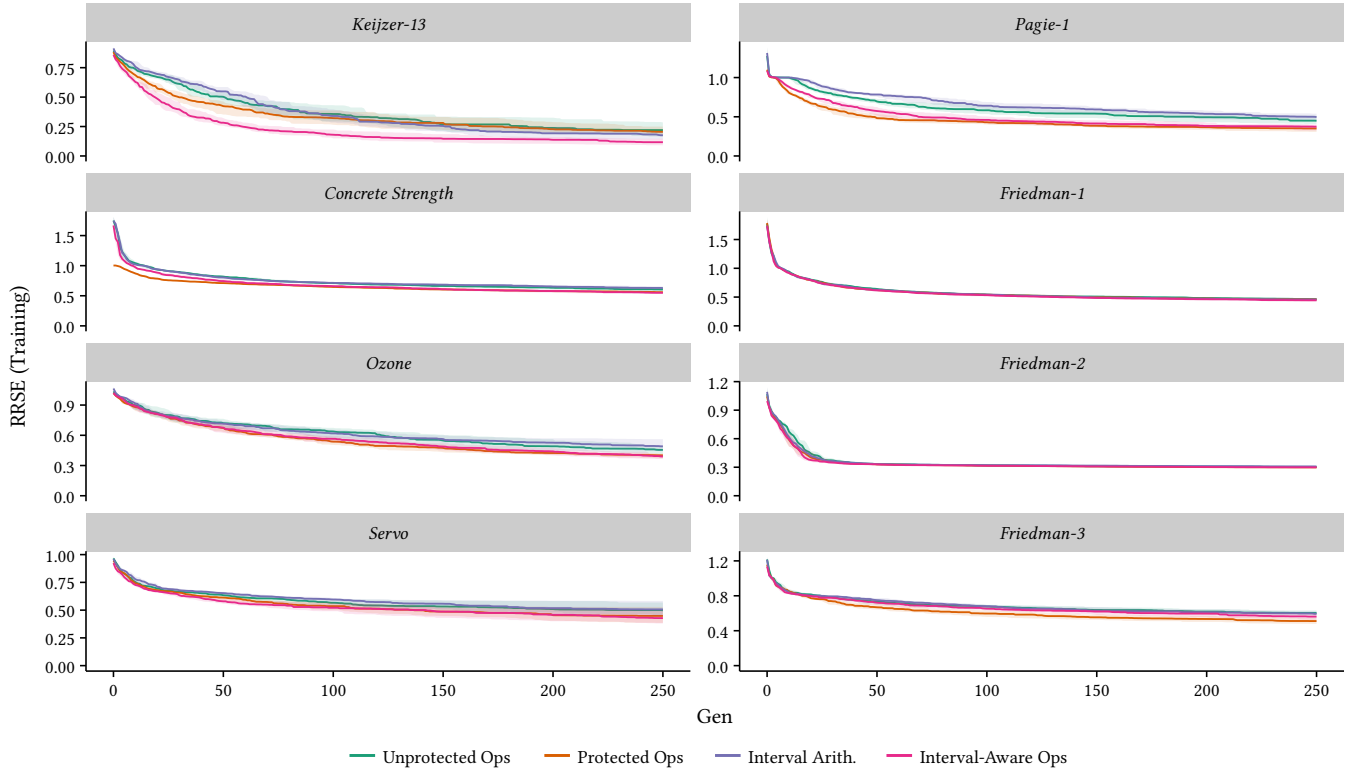 Keijzer-13
Pagie-1
0.75
0.50
0.25
0.00
1.0
0.5
0.0
Concrete Strength
Friedman-1
1.5
1.0
0.5
0.0
1.5
1.0
0.5
0.0
Ozone
Friedman-2
0.9
0.6
0.3
0.0
1.2
0.9
0.6
0.3
0.0
Servo
Friedman-3
1.00
0.75
0.50
0.25
0.00
1.2
0.8
0.4
0.0
0 50 100 150 200 250
0 50 100 150 200 250
RRSE (Training)
Gen
Unprotected Ops Protected Ops Interval Arith. Interval-Aware Ops